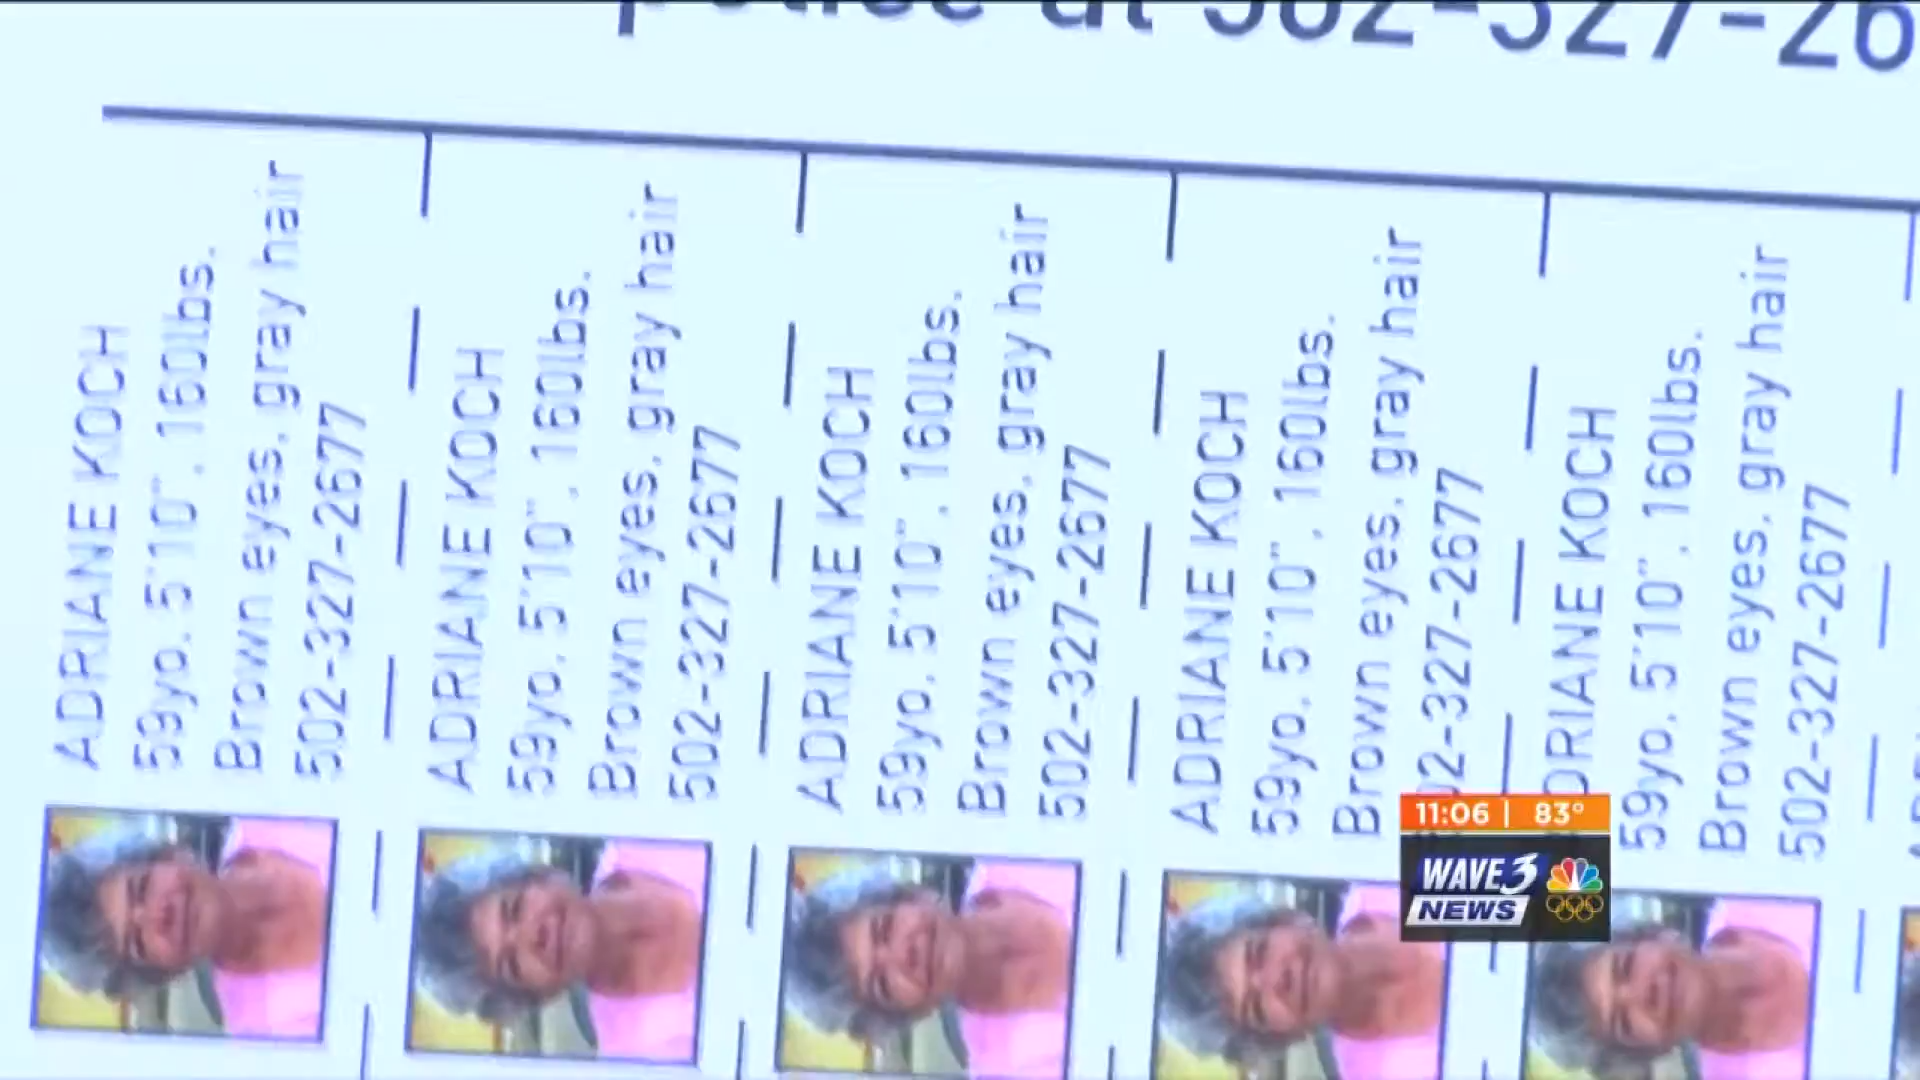 police at 502-327-26
ADRIANE KOCH
59yo. 5'10". 160lbs.
Brown eyes. gray hair
502-327-2677
ADRIANE KOCH
59yo. 5'10". 160lbs.
Brown eyes. gray hair
502-327-2677
ADRIANE KOCH
59yo. 5'10". 160lbs.
Brown eyes. gray hair
502-327-2677
ADRIANE KOCH
59yo. 5'10". 160lbs.
Brown eyes. gray hair
02-327-2677
DRIANE KOCH
59yo. 5'10". 160lbs.
Brown eyes. gray hair
502-327-2677
11:06 | 83°
WAVE 3
NEWS